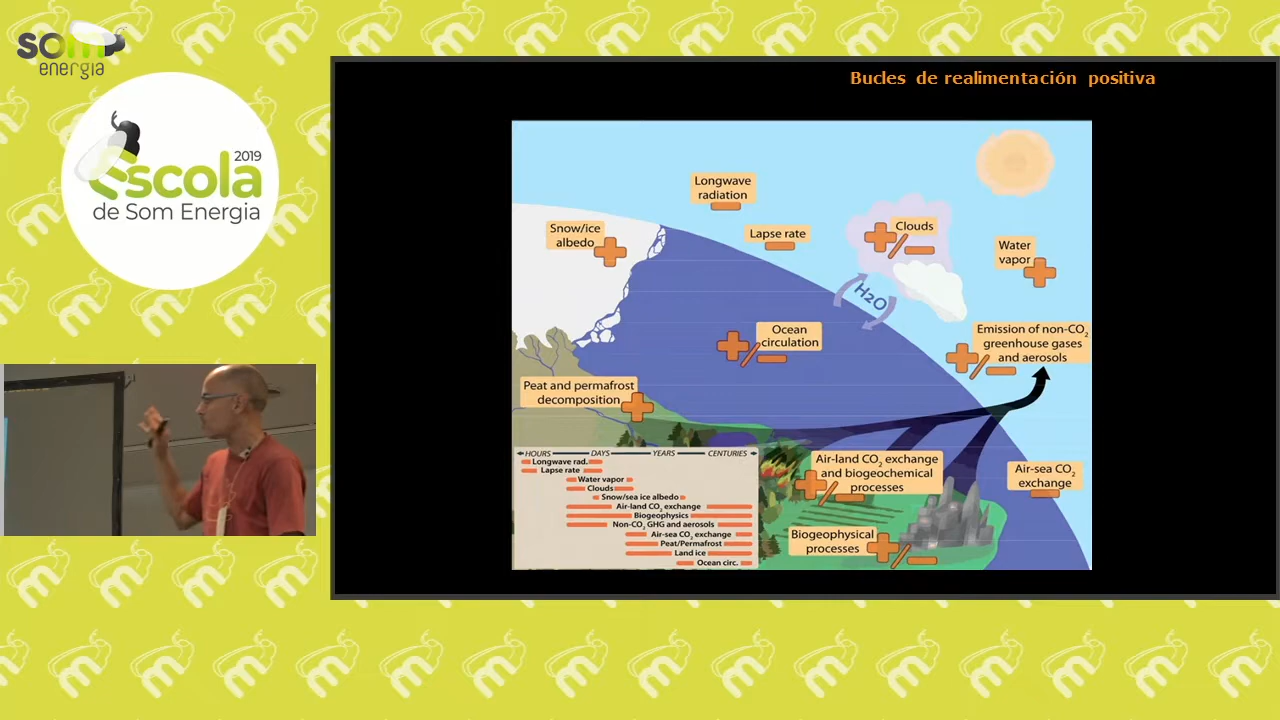 som
energia
2019
Escola
de Som Energia
Bucles de realimentación positiva
Longwave
radiation
Snow/ice
albedo
Lapse rate
Clouds
Water
vapor
H2O
Ocean
circulation
Emission of non-CO2
greenhouse gases
and aerosols
Peat and permafrost
decomposition
Air-land CO2 exchange
and biogeochemical
processes
Air-sea CO2
exchange
Biogeophysical
processes
HOURS DAYS YEARS CENTURIES
Longwave rad.
Lapse rate
Water vapor
Clouds
Snow/sea ice albedo
Air-land CO2 exchange
Biogeophysics
Non-CO2 GHG and aerosols
Air-sea CO2 exchange
Peat/Permafrost
Land ice
Ocean circ.